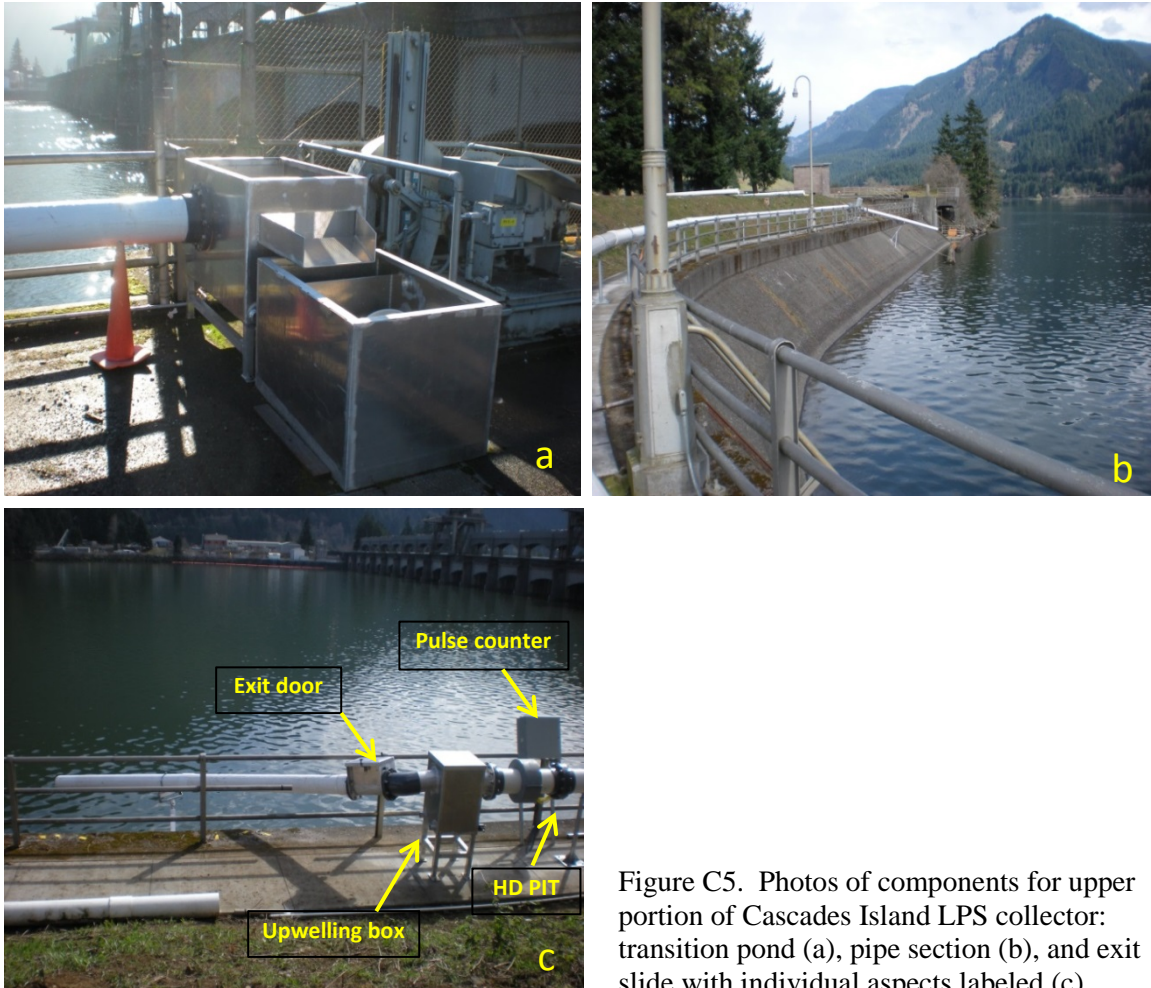 a
b
Pulse counter
Exit door
HD PIT
Upwelling box
c
Figure C5. Photos of components for upper
portion of Cascades Island LPS collector:
transition pond (a), pipe section (b), and exit
slide with individual aspects labeled (c)